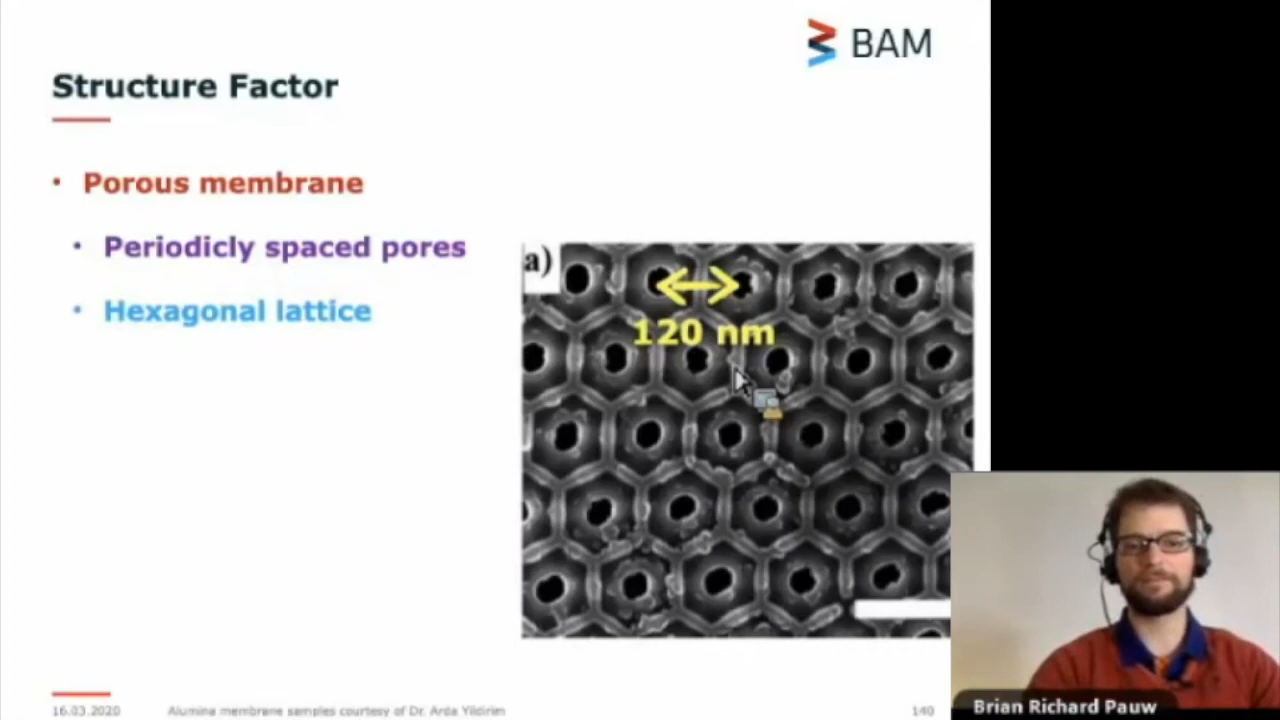 BAM
Structure Factor
• Porous membrane
• Periodicly spaced pores
• Hexagonal lattice
a)
120 nm
16.03.2020
Alumina membrane samples courtesy of Dr. Arda Yildirim
140
Brian Richard Pauw